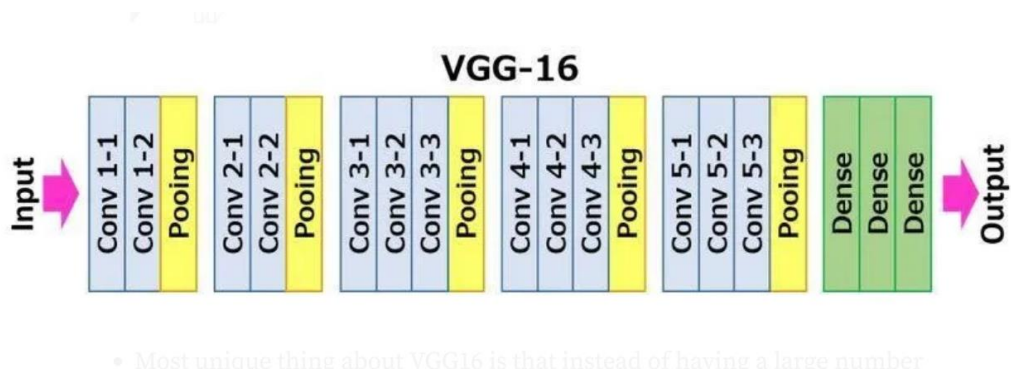 VGG-16
Input
Conv 1-1
Conv 1-2
Pooing
Conv 2-1
Conv 2-2
Pooing
Conv 3-1
Conv 3-2
Conv 3-3
Pooing
Conv 4-1
Conv 4-2
Conv 4-3
Pooing
Conv 5-1
Conv 5-2
Conv 5-3
Pooing
Dense
Dense
Dense
Output
• Most unique thing about VGG16 is that instead of having a large number